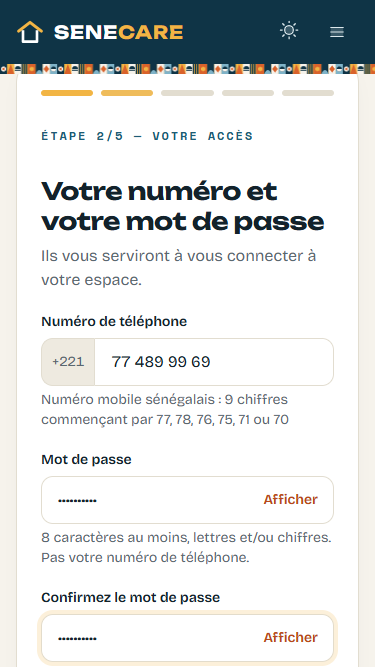 SENECARE
ÉTAPE 2/5 — VOTRE ACCÈS
Votre numéro et
votre mot de passe
Ils vous serviront à vous connecter à
votre espace.
Numéro de téléphone
+221 77 489 99 69
Numéro mobile sénégalais : 9 chiffres
commençant par 77, 78, 76, 75, 71 ou 70
Mot de passe
•••••••••• Afficher
8 caractères au moins, lettres et/ou chiffres.
Pas votre numéro de téléphone.
Confirmez le mot de passe
•••••••••• Afficher